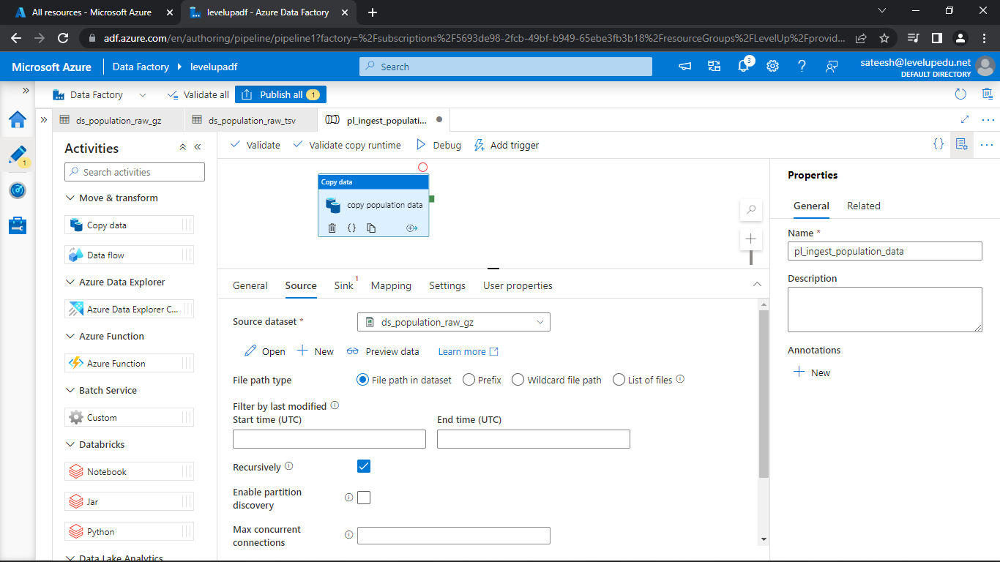 All resources - Microsoft Azure
levelupadf - Azure Data Factory
adf.azure.com/en/authoring/pipeline/pipeline1?factory=%2Fsubscriptions%2F5693de98-2fcb-49bf-b949-65ebe3fb3b18%2FresourceGroups%2FLevelUp%2Fprovid...
Microsoft Azure
Data Factory
levelupadf
Search
3
sateesh@levelupedu.net
DEFAULT DIRECTORY
Data Factory
Validate all
Publish all
1
ds_population_raw_gz
ds_population_raw_tsv
pl_ingest_populati...
1
Activities
Search activities
Move & transform
Copy data
Data flow
Azure Data Explorer
Azure Data Explorer C...
Azure Function
Azure Function
Batch Service
Custom
Databricks
Notebook
Jar
Python
Data Lake Analytics
Validate
Validate copy runtime
Debug
Add trigger
{}
Copy data
copy population data
{}
General
Source
Sink
1
Mapping
Settings
User properties
Source dataset *
ds_population_raw_gz
Open
New
Preview data
Learn more
File path type
File path in dataset
Prefix
Wildcard file path
List of files
Filter by last modified
Start time (UTC)
End time (UTC)
Recursively
Enable partition
discovery
Max concurrent
connections
Properties
General
Related
Name *
pl_ingest_population_data
Description
Annotations
New